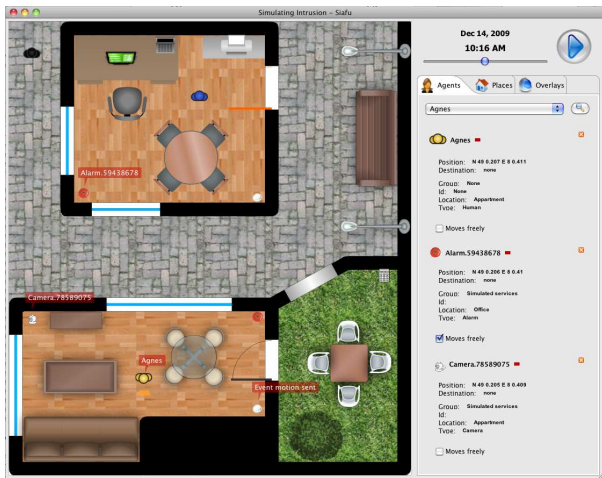 Simulating Intrusion – Siafu
Dec 14, 2009
10:16 AM
Agents
Places
Overlays
Agnes
Agnes
Position: N 49 0.207 E 8 0.411
Destination: none
Group: None
Id: None
Location: Appartment
Type: Human
Moves freely
Alarm.59438678
Position: N 49 0.206 E 8 0.41
Destination: none
Group: Simulated services
Id:
Location: Office
Type: Alarm
Moves freely
Camera.78589075
Position: N 49 0.205 E 8 0.409
Destination: none
Group: Simulated services
Id:
Location: Appartment
Type: Camera
Moves freely
Alarm.59438678
Camera.78589075
Agnes
Event motion sent